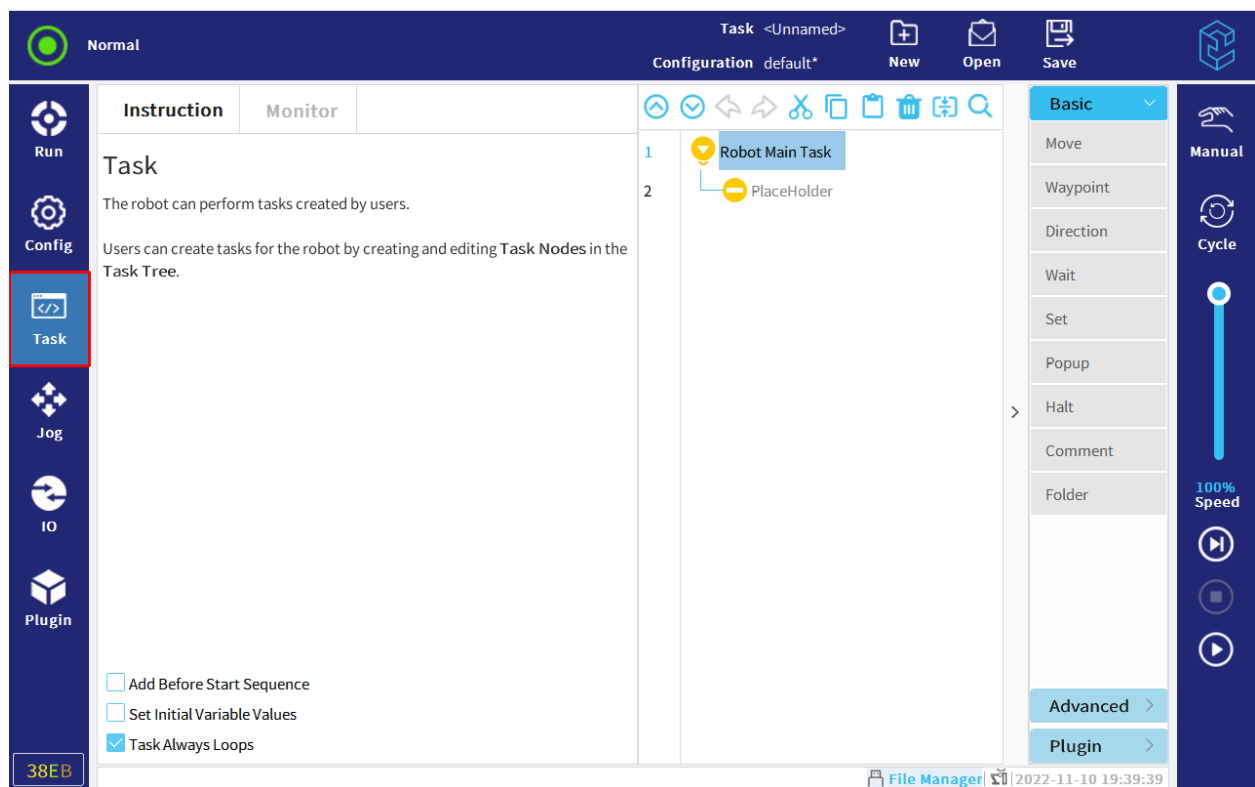 Normal
Task <Unnamed>
Configuration default*
New
Open
Save
Run
Config
Task
Jog
IO
Plugin
38EB
Instruction
Monitor
Task
The robot can perform tasks created by users.
Users can create tasks for the robot by creating and editing Task Nodes in the
Task Tree.
Add Before Start Sequence
Set Initial Variable Values
Task Always Loops
1 Robot Main Task
2 PlaceHolder
Basic
Move
Waypoint
Direction
Wait
Set
Popup
Halt
Comment
Folder
Advanced
Plugin
Manual
Cycle
100%
Speed
File Manager
2022-11-10 19:39:39